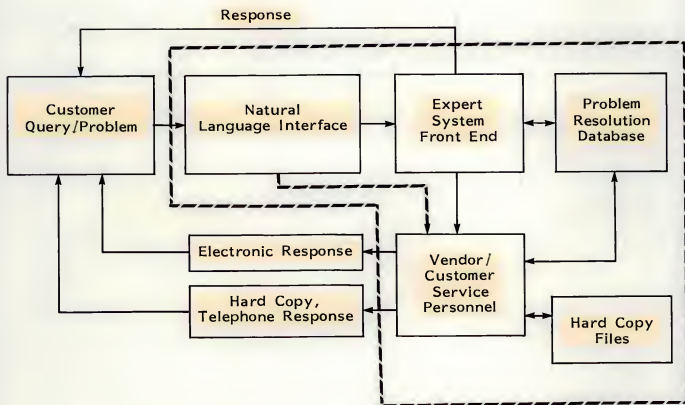 Response
Customer
Query/Problem
Natural
Language Interface
Expert
System
Front End
Problem
Resolution
Database
Electronic Response
Hard Copy,
Telephone Response
Vendor/
Customer
Service
Personnel
Hard Copy
Files